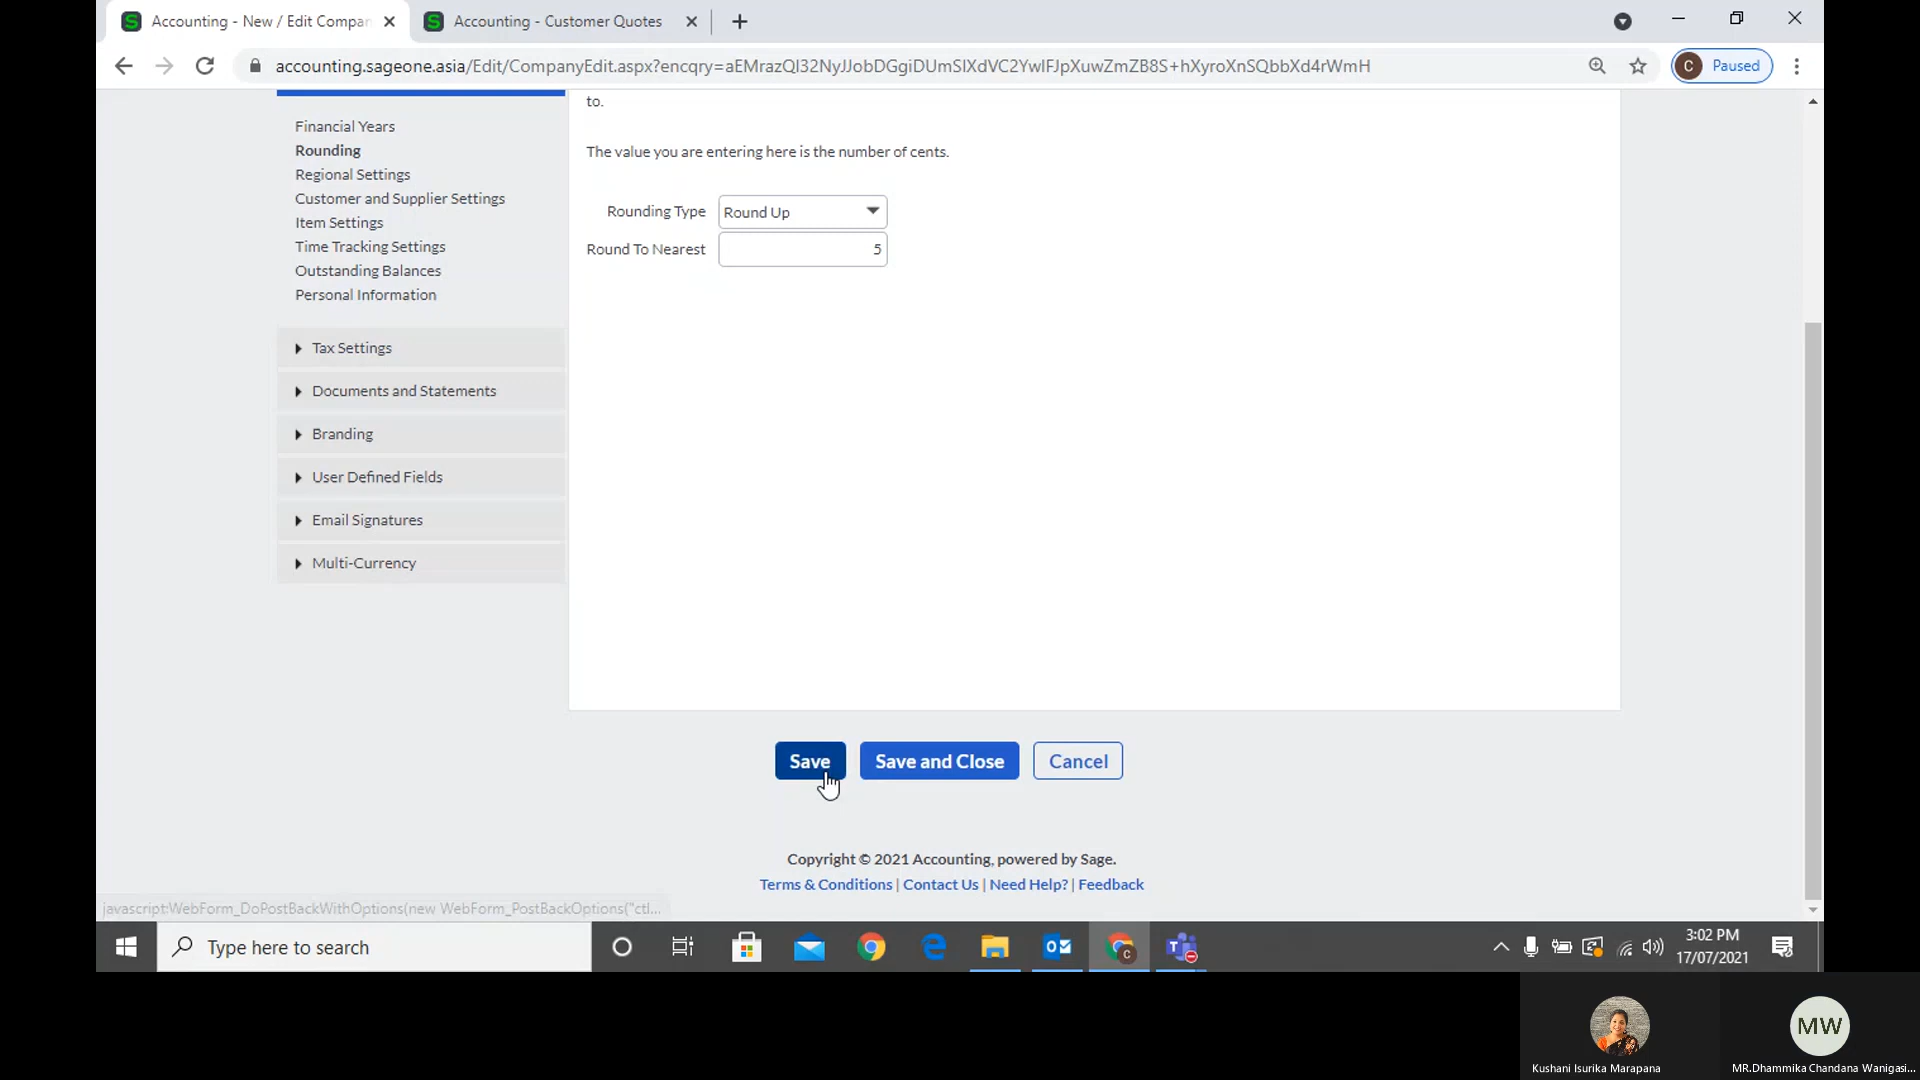 Accounting - New / Edit Compan
Accounting - Customer Quotes
accounting.sageone.asia/Edit/CompanyEdit.aspx?encqry=aEMrazQI32NyJJobDGgiDUmSIXdVC2YwIFJpXuwZmZB8S+hXyroXnSQbbXd4rWmH
C Paused
to.
Financial Years
Rounding
Regional Settings
Customer and Supplier Settings
Item Settings
Time Tracking Settings
Outstanding Balances
Personal Information
Tax Settings
Documents and Statements
Branding
User Defined Fields
Email Signatures
Multi-Currency
The value you are entering here is the number of cents.
Rounding Type Round Up
Round To Nearest 5
Save Save and Close Cancel
Copyright © 2021 Accounting, powered by Sage.
Terms & Conditions | Contact Us | Need Help? | Feedback
javascript:WebForm_DoPostBackWithOptions(new WebForm_PostBackOptions("ctl...
Type here to search
3:02 PM
17/07/2021
MW
Kushani Isurika Marapana
MR.Dhammika Chandana Wanigasi...